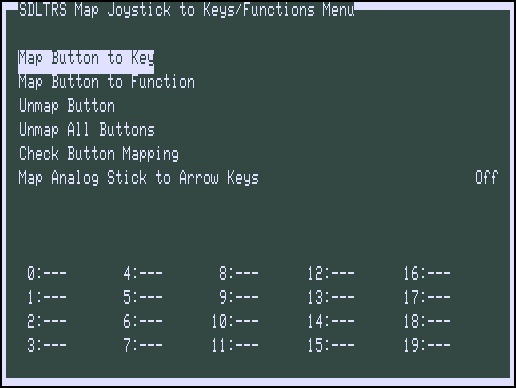 SDLTRS Map Joystick to Keys/Functions Menu
Map Button to Key
Map Button to Function
Unmap Button
Unmap All Buttons
Check Button Mapping
Map Analog Stick to Arrow Keys Off
0:--- 4:--- 8:--- 12:--- 16:---
1:--- 5:--- 9:--- 13:--- 17:---
2:--- 6:--- 10:--- 14:--- 18:---
3:--- 7:--- 11:--- 15:--- 19:---